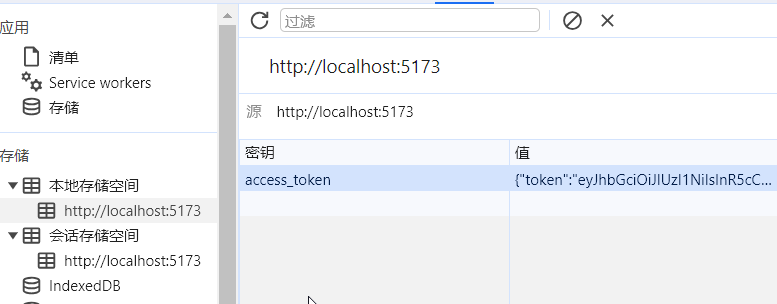 应用
清单
Service workers
存储
存储
本地存储空间
http://localhost:5173
会话存储空间
http://localhost:5173
IndexedDB
过滤
http://localhost:5173
源 http://localhost:5173
密钥 值
access_token {"token":"eyJhbGciOiJIUzI1NiIsInR5cC...